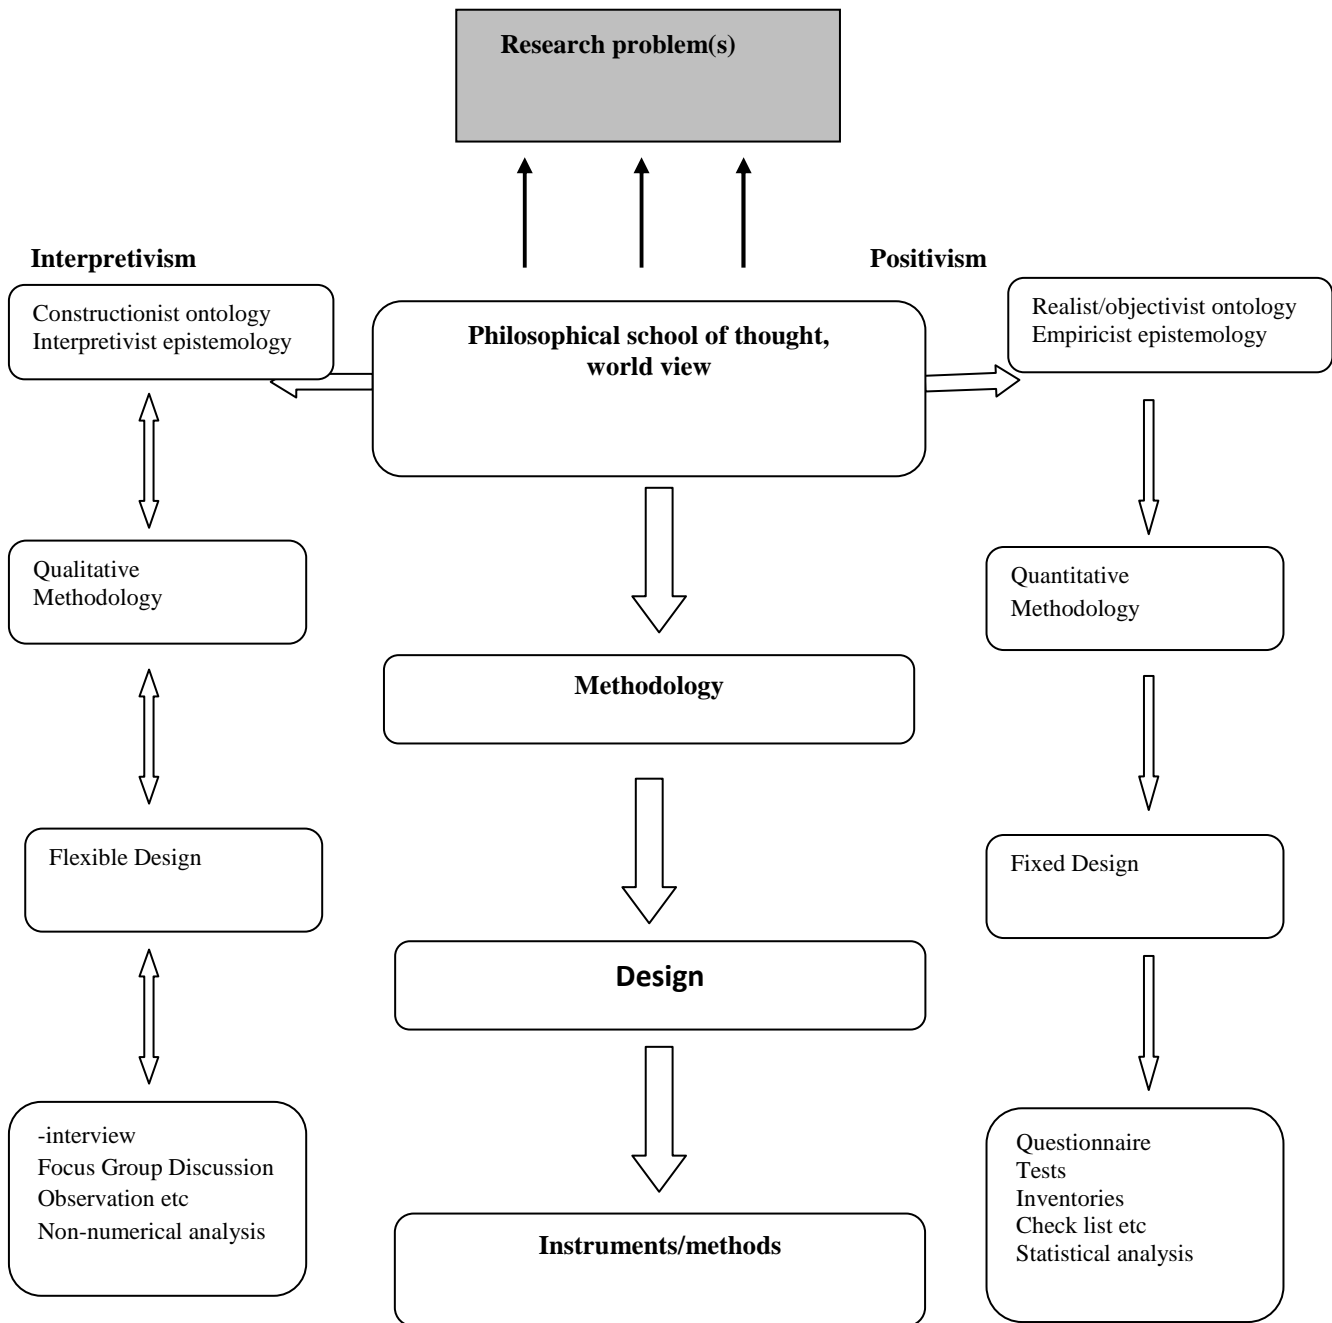 Research problem(s)
Interpretivism
Positivism
Constructionist ontology
Interpretivist epistemology
Philosophical school of thought,
world view
Realist/objectivist ontology
Empiricist epistemology
Qualitative
Methodology
Quantitative
Methodology
Methodology
Flexible Design
Fixed Design
Design
-interview
Focus Group Discussion
Observation etc
Non-numerical analysis
Questionnaire
Tests
Inventories
Check list etc
Statistical analysis
Instruments/methods